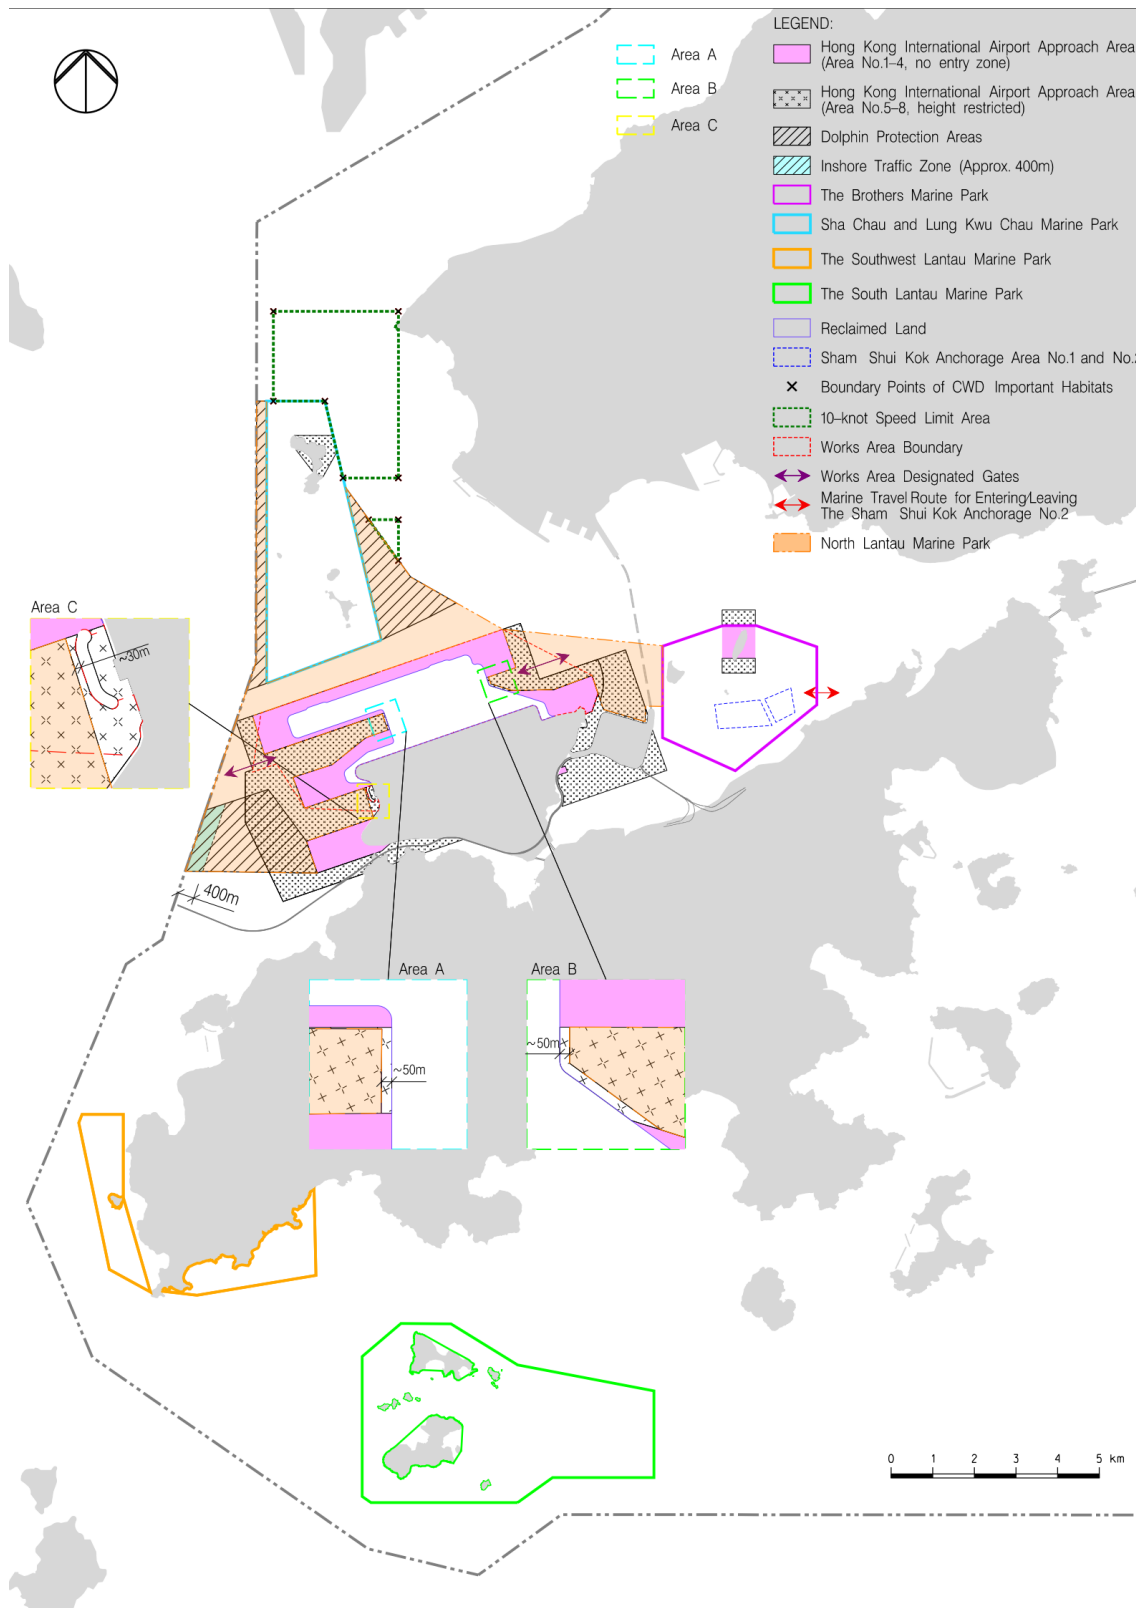 LEGEND:
Hong Kong International Airport Approach Area
(Area No.1–4, no entry zone)
Hong Kong International Airport Approach Area
(Area No.5–8, height restricted)
Dolphin Protection Areas
Inshore Traffic Zone (Approx. 400m)
The Brothers Marine Park
Sha Chau and Lung Kwu Chau Marine Park
The Southwest Lantau Marine Park
The South Lantau Marine Park
Reclaimed Land
Sham Shui Kok Anchorage Area No.1 and No.
Boundary Points of CWD Important Habitats
10–knot Speed Limit Area
Works Area Boundary
Works Area Designated Gates
Marine Travel Route for Entering/Leaving
The Sham Shui Kok Anchorage No.2
North Lantau Marine Park
Area A
Area B
Area C
Area C
~30m
400m
Area A
~50m
Area B
~50m
0 1 2 3 4 5 km